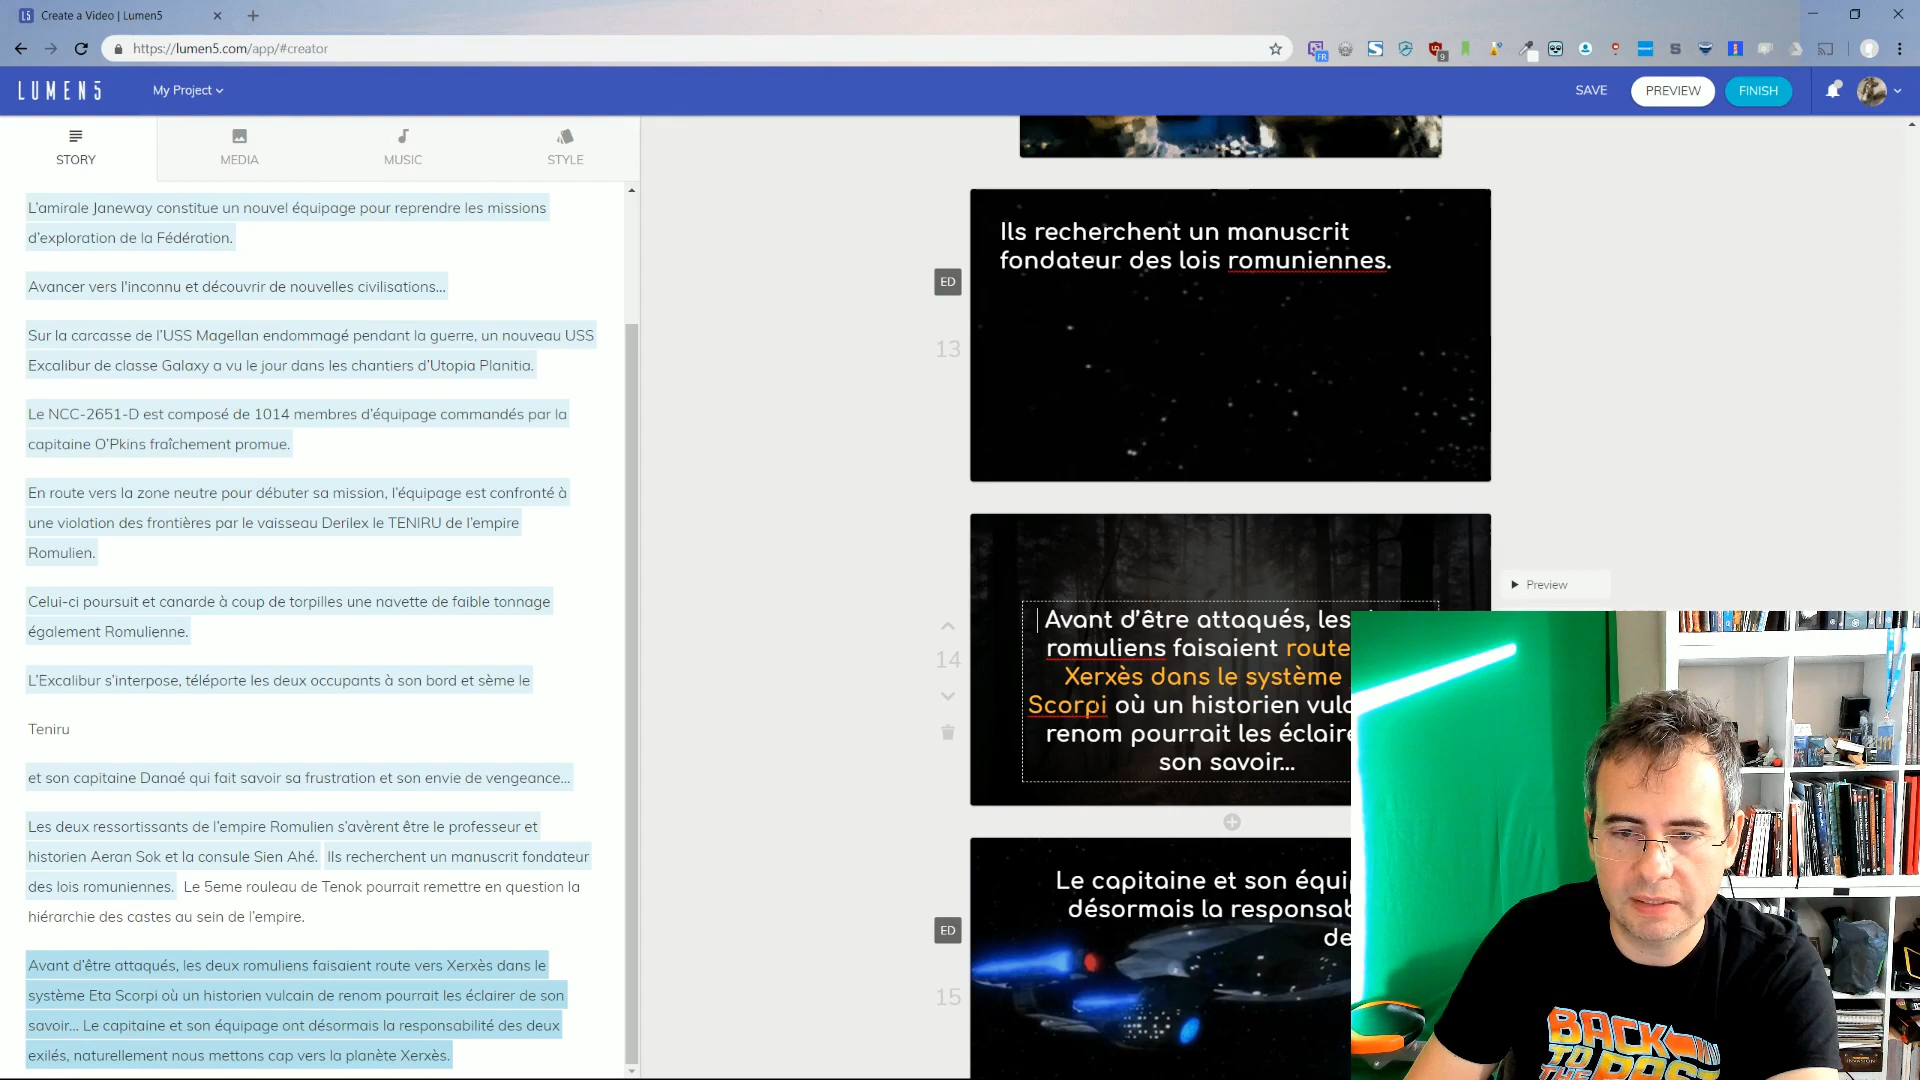 Create a Video | Lumen5
https://lumen5.com/app/#creator
FR
9
LUMEN5
My Project
SAVE
PREVIEW
FINISH
STORY
MEDIA
MUSIC
STYLE
L'amirale Janeway constitue un nouvel équipage pour reprendre les missions
d'exploration de la Fédération.
Avancer vers l'inconnu et découvrir de nouvelles civilisations...
Sur la carcasse de l'USS Magellan endommagé pendant la guerre, un nouveau USS
Excalibur de classe Galaxy a vu le jour dans les chantiers d'Utopia Planitia.
Le NCC-2651-D est composé de 1014 membres d'équipage commandés par la
capitaine O'Pkins fraîchement promue.
En route vers la zone neutre pour débuter sa mission, l'équipage est confronté à
une violation des frontières par le vaisseau Derilex le TENIRU de l'empire
Romulien.
Celui-ci poursuit et canarde à coup de torpilles une navette de faible tonnage
également Romulienne.
L'Excalibur s'interpose, téléporte les deux occupants à son bord et sème le
Teniru
et son capitaine Danaé qui fait savoir sa frustration et son envie de vengeance...
Les deux ressortissants de l'empire Romulien s'avèrent être le professeur et
historien Aeran Sok et la consule Sien Ahé. Ils recherchent un manuscrit fondateur
des lois romuniennes. Le 5eme rouleau de Tenok pourrait remettre en question la
hiérarchie des castes au sein de l'empire.
Avant d'être attaqués, les deux romuliens faisaient route vers Xerxès dans le
système Eta Scorpi où un historien vulcain de renom pourrait les éclairer de son
savoir... Le capitaine et son équipage ont désormais la responsabilité des deux
exilés, naturellement nous mettons cap vers la planète Xerxès.
Ils recherchent un manuscrit
fondateur des lois romuniennes.
ED
13
Preview
Avant d'être attaqués, les
romuliens faisaient route
Xerxès dans le système
Scorpi où un historien vulc
renom pourrait les éclaire
son savoir...
14
Le capitaine et son équi
désormais la responsab
de
ED
15
BACK
TO THE PAST